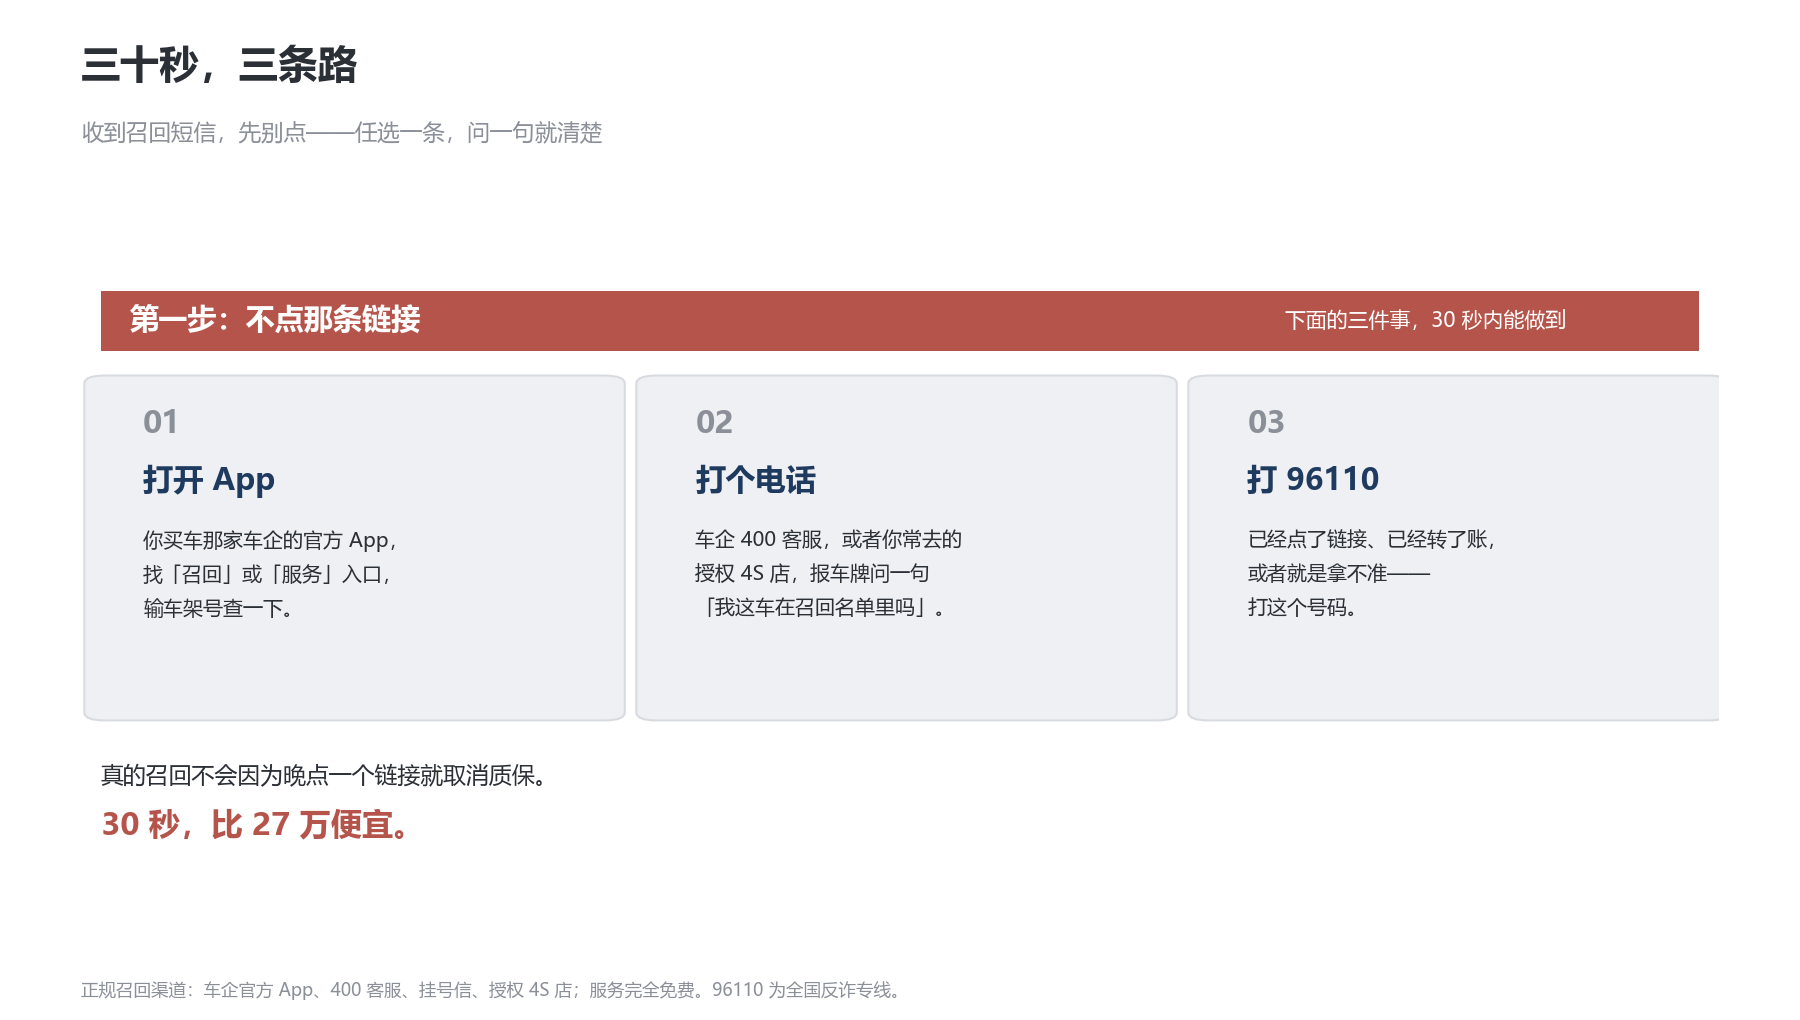 三十秒，三条路
收到召回短信，先别点——任选一条，问一句就清楚
第一步：不点那条链接
下面的三件事，30 秒内能做到
01
打开 App
你买车那家车企的官方 App，
找「召回」或「服务」入口，
输车架号查一下。
02
打个电话
车企 400 客服，或者你常去的
授权 4S 店，报车牌问一句
「我这车在召回名单里吗」。
03
打 96110
已经点了链接、已经转了账，
或者就是拿不准——
打这个号码。
真的召回不会因为晚点一个链接就取消质保。
30 秒，比 27 万便宜。
正规召回渠道：车企官方 App、400 客服、挂号信、授权 4S 店；服务完全免费。96110 为全国反诈专线。